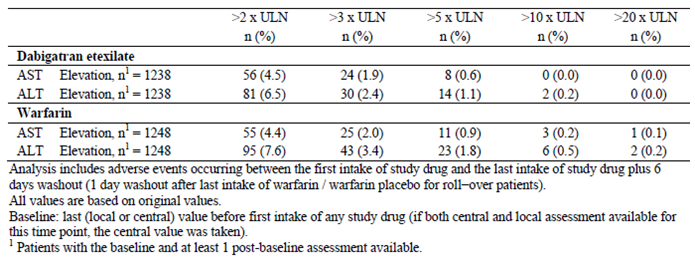 >2 x ULN >3 x ULN >5 x ULN >10 x ULN >20 x ULN
n (%) n (%) n (%) n (%) n (%)
Dabigatran etexilate
AST Elevation, n¹ = 1238 56 (4.5) 24 (1.9) 8 (0.6) 0 (0.0) 0 (0.0)
ALT Elevation, n¹ = 1238 81 (6.5) 30 (2.4) 14 (1.1) 2 (0.2) 0 (0.0)
Warfarin
AST Elevation, n¹ = 1248 55 (4.4) 25 (2.0) 11 (0.9) 3 (0.2) 1 (0.1)
ALT Elevation, n¹ = 1248 95 (7.6) 43 (3.4) 23 (1.8) 6 (0.5) 2 (0.2)
Analysis includes adverse events occurring between the first intake of study drug and the last intake of study drug plus 6
days washout (1 day washout after last intake of warfarin / warfarin placebo for roll–over patients).
All values are based on original values.
Baseline: last (local or central) value before first intake of any study drug (if both central and local assessment available for
this time point, the central value was taken).
¹ Patients with the baseline and at least 1 post-baseline assessment available.